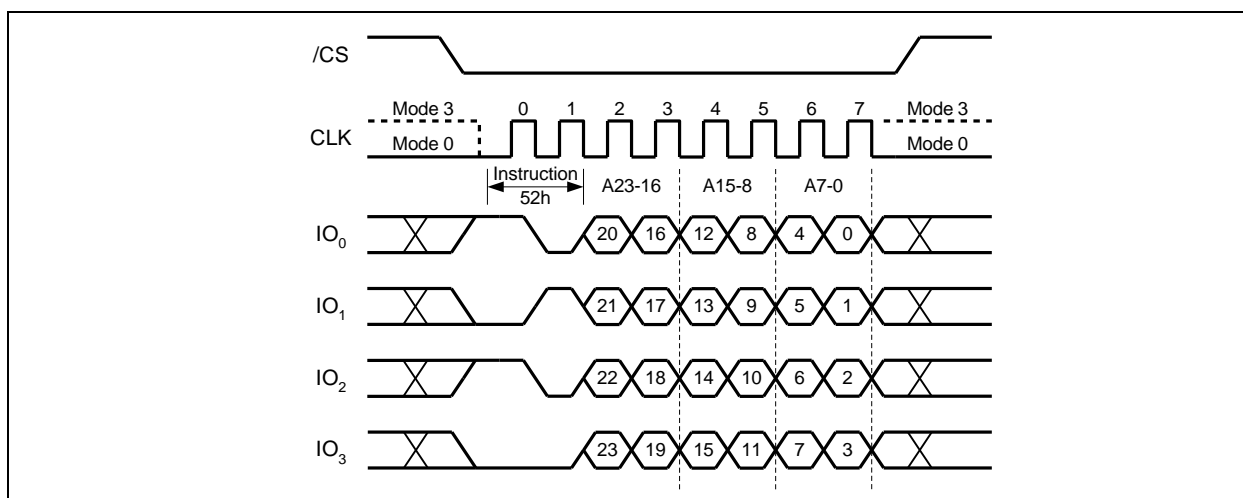 /CS
Mode 3 0 1 2 3 4 5 6 7 Mode 3
CLK
Mode 0 Mode 0
Instruction
52h
A23-16 A15-8 A7-0
IO0 20 16 12 8 4 0
IO1 21 17 13 9 5 1
IO2 22 18 14 10 6 2
IO3 23 19 15 11 7 3